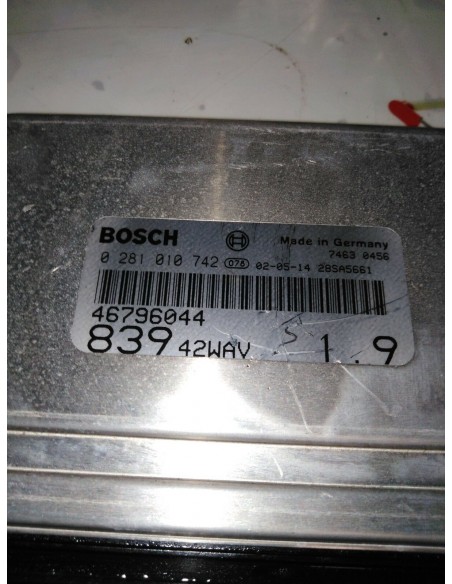 BOSCH Made in Germany
7463 0456
0 281 010 742 078 02-05-14 28SA5661
46796044
839 42WAV 1.9